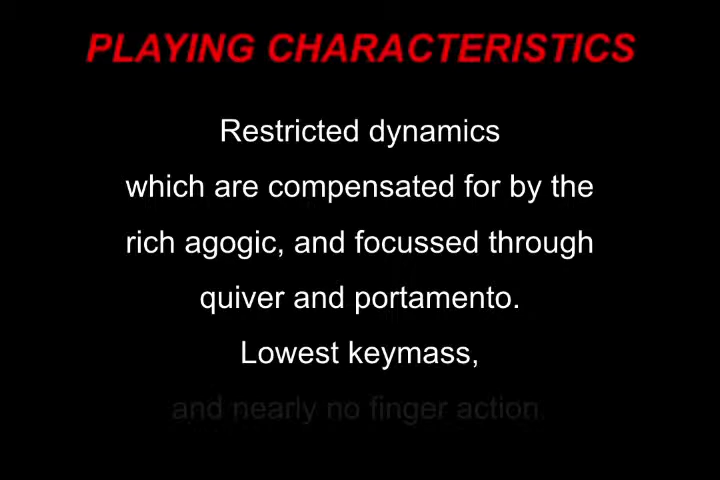 PLAYING CHARACTERISTICS
Restricted dynamics
which are compensated for by the
rich agogic, and focussed through
quiver and portamento.
Lowest keymass,
and nearly no finger action.